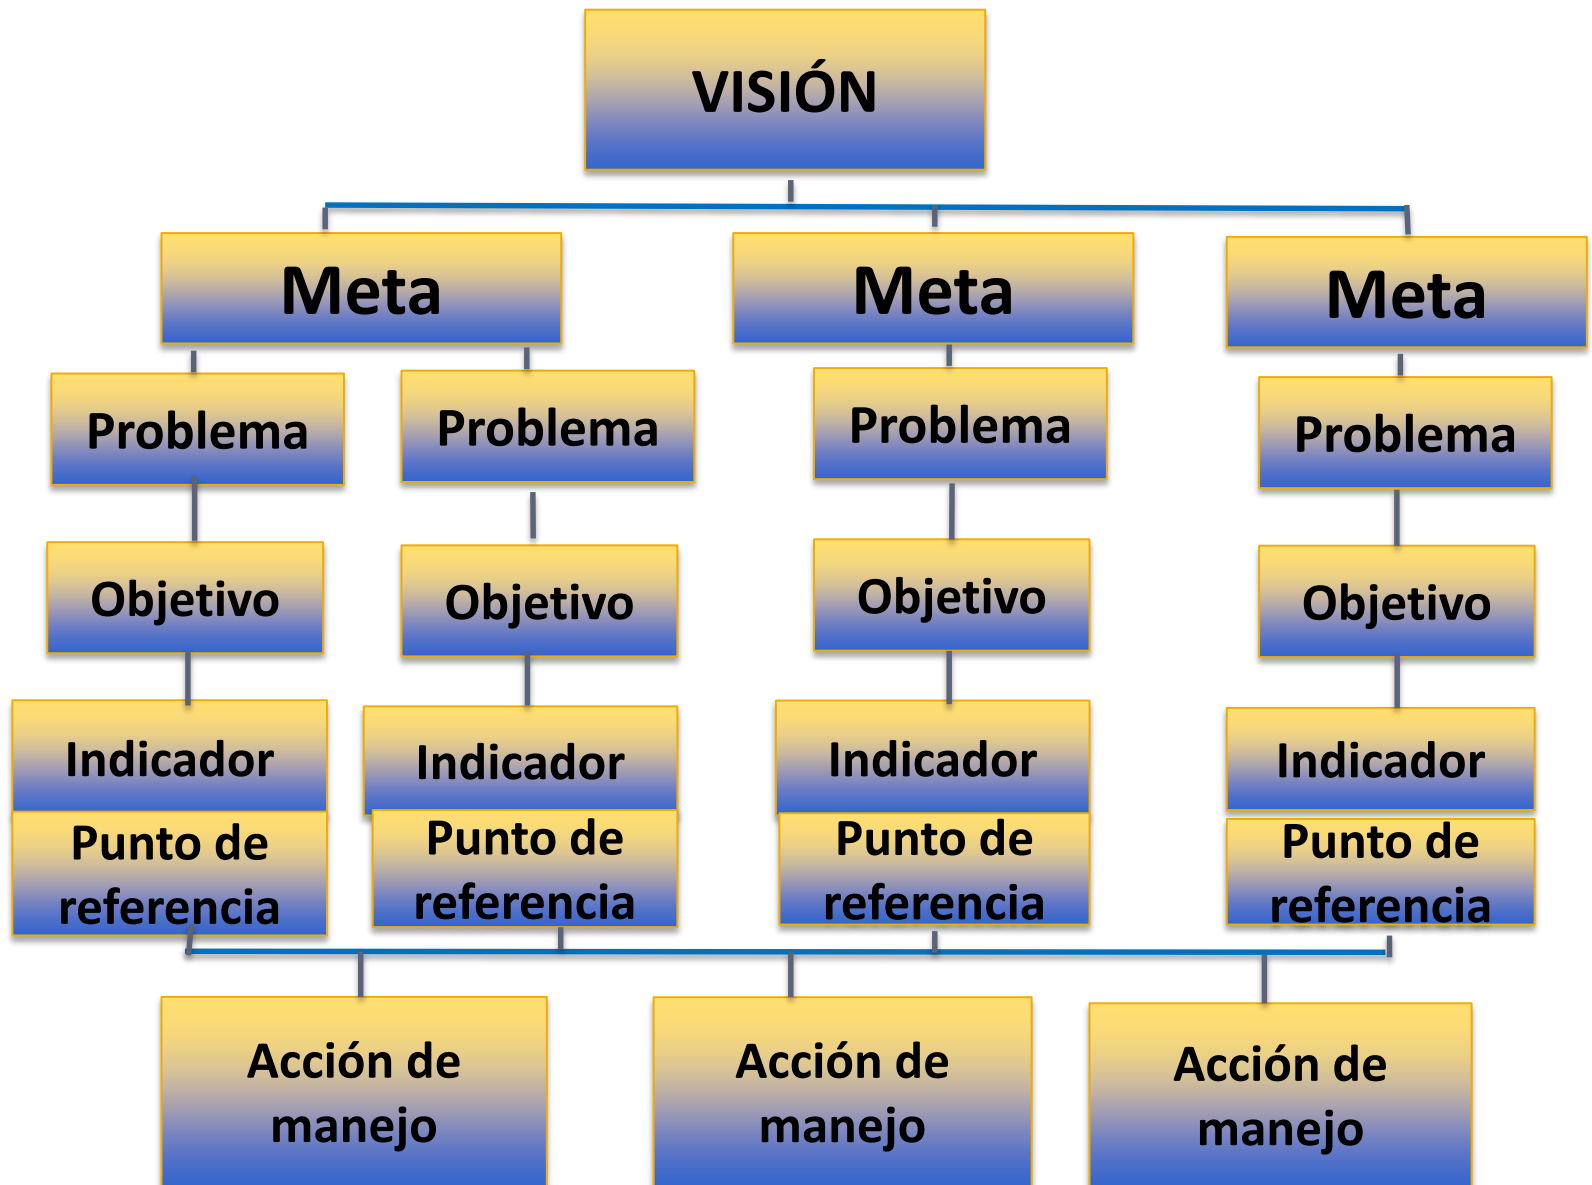 VISIÓN
Meta
Meta
Meta
Problema
Problema
Problema
Problema
Objetivo
Objetivo
Objetivo
Objetivo
Indicador
Indicador
Indicador
Indicador
Punto de
referencia
Punto de
referencia
Punto de
referencia
Punto de
referencia
Acción de
manejo
Acción de
manejo
Acción de
manejo